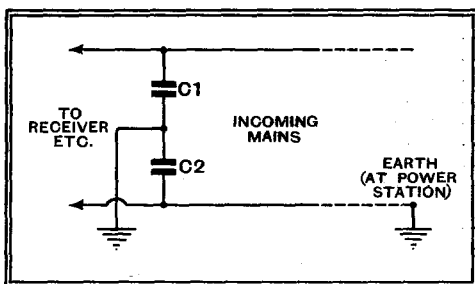 C1
TO
RECEIVER
ETC.
INCOMING
MAINS
C2
EARTH
(AT POWER
STATION)